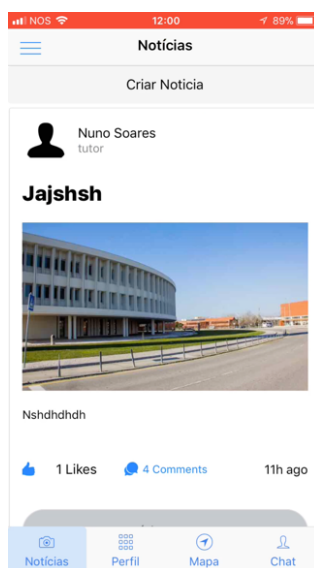 NOS 12:00 89%
Notícias
Criar Noticia
Nuno Soares
tutor
Jajshsh
Nshdhdhdh
1 Likes 4 Comments 11h ago
Notícias Perfil Mapa Chat